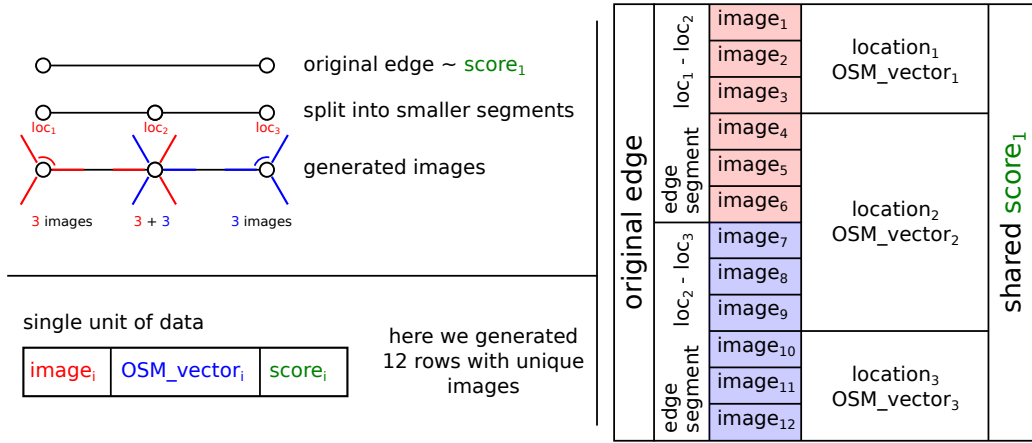 original edge ~ score₁
split into smaller segments
loc₁
loc₂
loc₃
generated images
3 images
3 + 3
3 images
single unit of data
imageᵢ
OSM_vectorᵢ
scoreᵢ
here we generated
12 rows with unique
images
original edge
edge
segment
loc₁ - loc₂
edge
segment
loc₂ - loc₃
image₁
image₂
image₃
image₄
image₅
image₆
image₇
image₈
image₉
image₁₀
image₁₁
image₁₂
location₁
OSM_vector₁
location₂
OSM_vector₂
location₃
OSM_vector₃
shared score₁